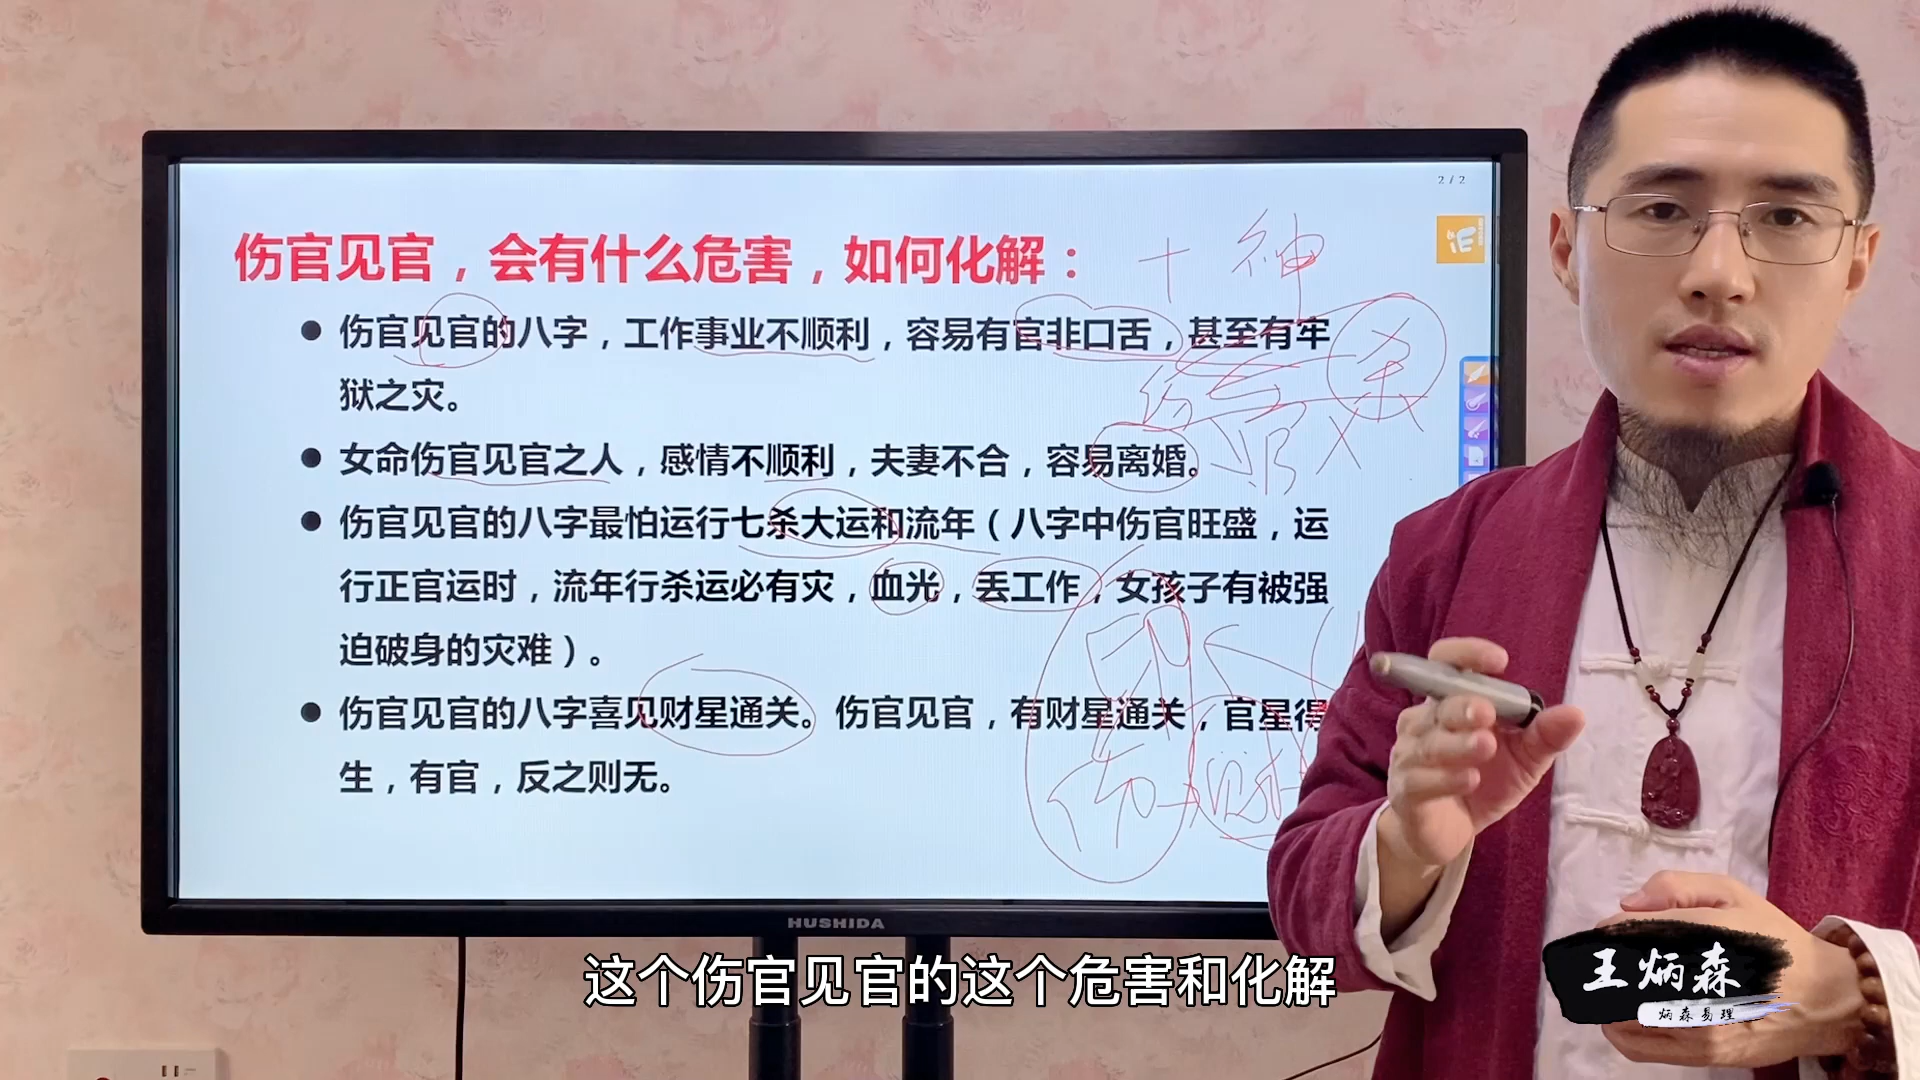 2 / 2
伤官见官，会有什么危害，如何化解：
十神
● 伤官见官的八字，工作事业不顺利，容易有官非口舌，甚至有牢
狱之灾。
杀
● 女命伤官见官之人，感情不顺利，夫妻不合，容易离婚。
● 伤官见官的八字最怕运行七杀大运和流年（八字中伤官旺盛，运
行正官运时，流年行杀运必有灾，血光，丢工作，女孩子有被强
迫破身的灾难）。
印
● 伤官见官的八字喜见财星通关。伤官见官，有财星通关，官星得
生，有官，反之则无。
伤
财
HUSHIDA
这个伤官见官的这个危害和化解
王炳森
炳森易理